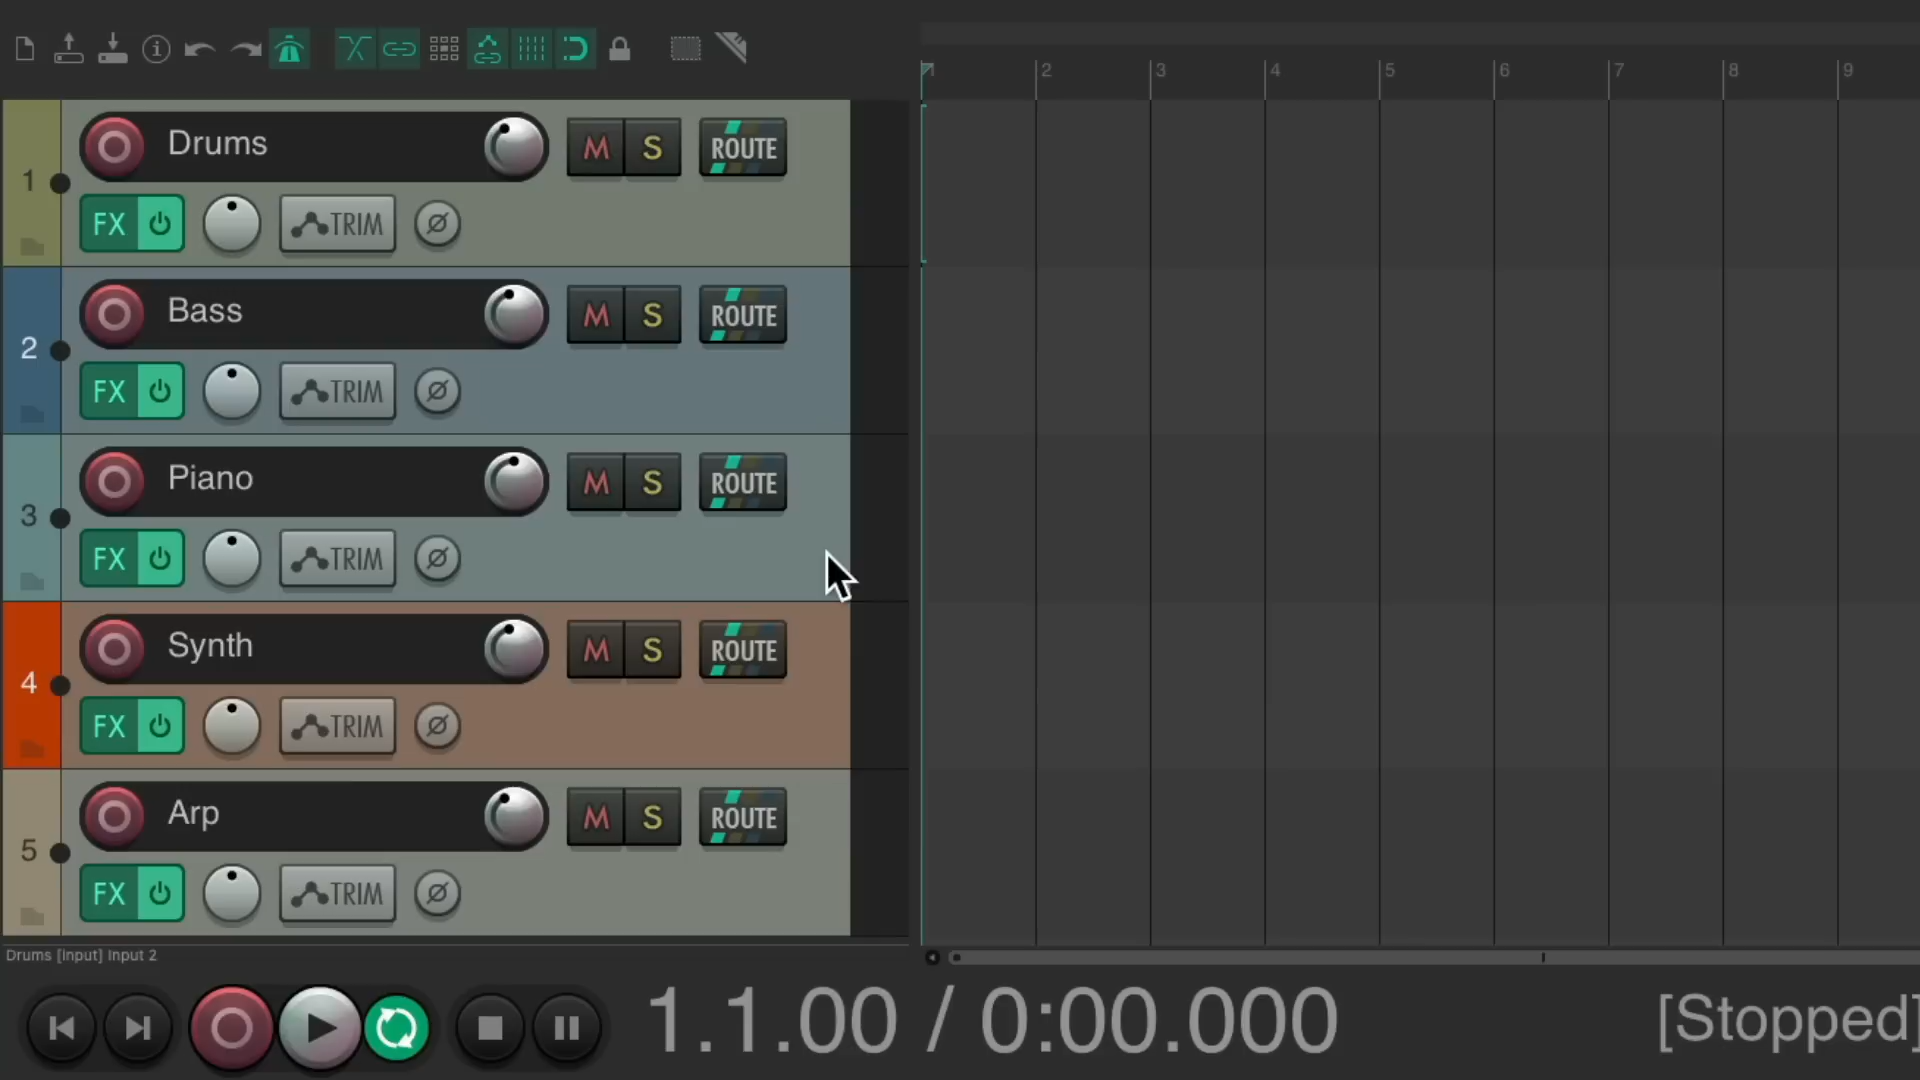 1 2 3 4 5 6 7 8 9
1 Drums M S ROUTE
FX TRIM
2 Bass M S ROUTE
FX TRIM
3 Piano M S ROUTE
FX TRIM
4 Synth M S ROUTE
FX TRIM
5 Arp M S ROUTE
FX TRIM
Drums [Input] Input 2
1.1.00 / 0:00.000 [Stopped]